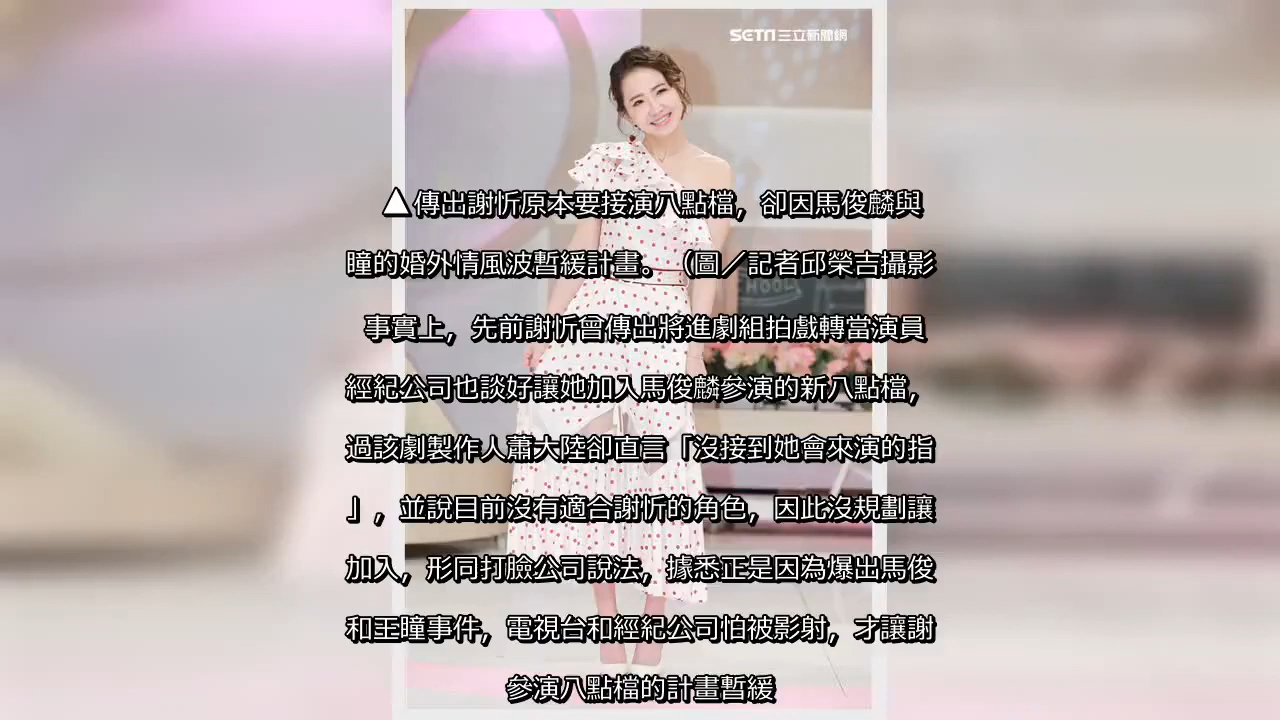 SETN三立新聞網
▲傳出謝忻原本要接演八點檔，卻因馬俊麟與
瞳的婚外情風波暫緩計畫。（圖／記者邱榮吉攝影
事實上，先前謝忻曾傳出將進劇組拍戲轉當演員
經紀公司也談好讓她加入馬俊麟參演的新八點檔，
過該劇製作人蕭大陸卻直言「沒接到她會來演的指
」，並說目前沒有適合謝忻的角色，因此沒規劃讓
加入，形同打臉公司說法，據悉正是因為爆出馬俊
和王瞳事件，電視台和經紀公司怕被影射，才讓謝
參演八點檔的計畫暫緩